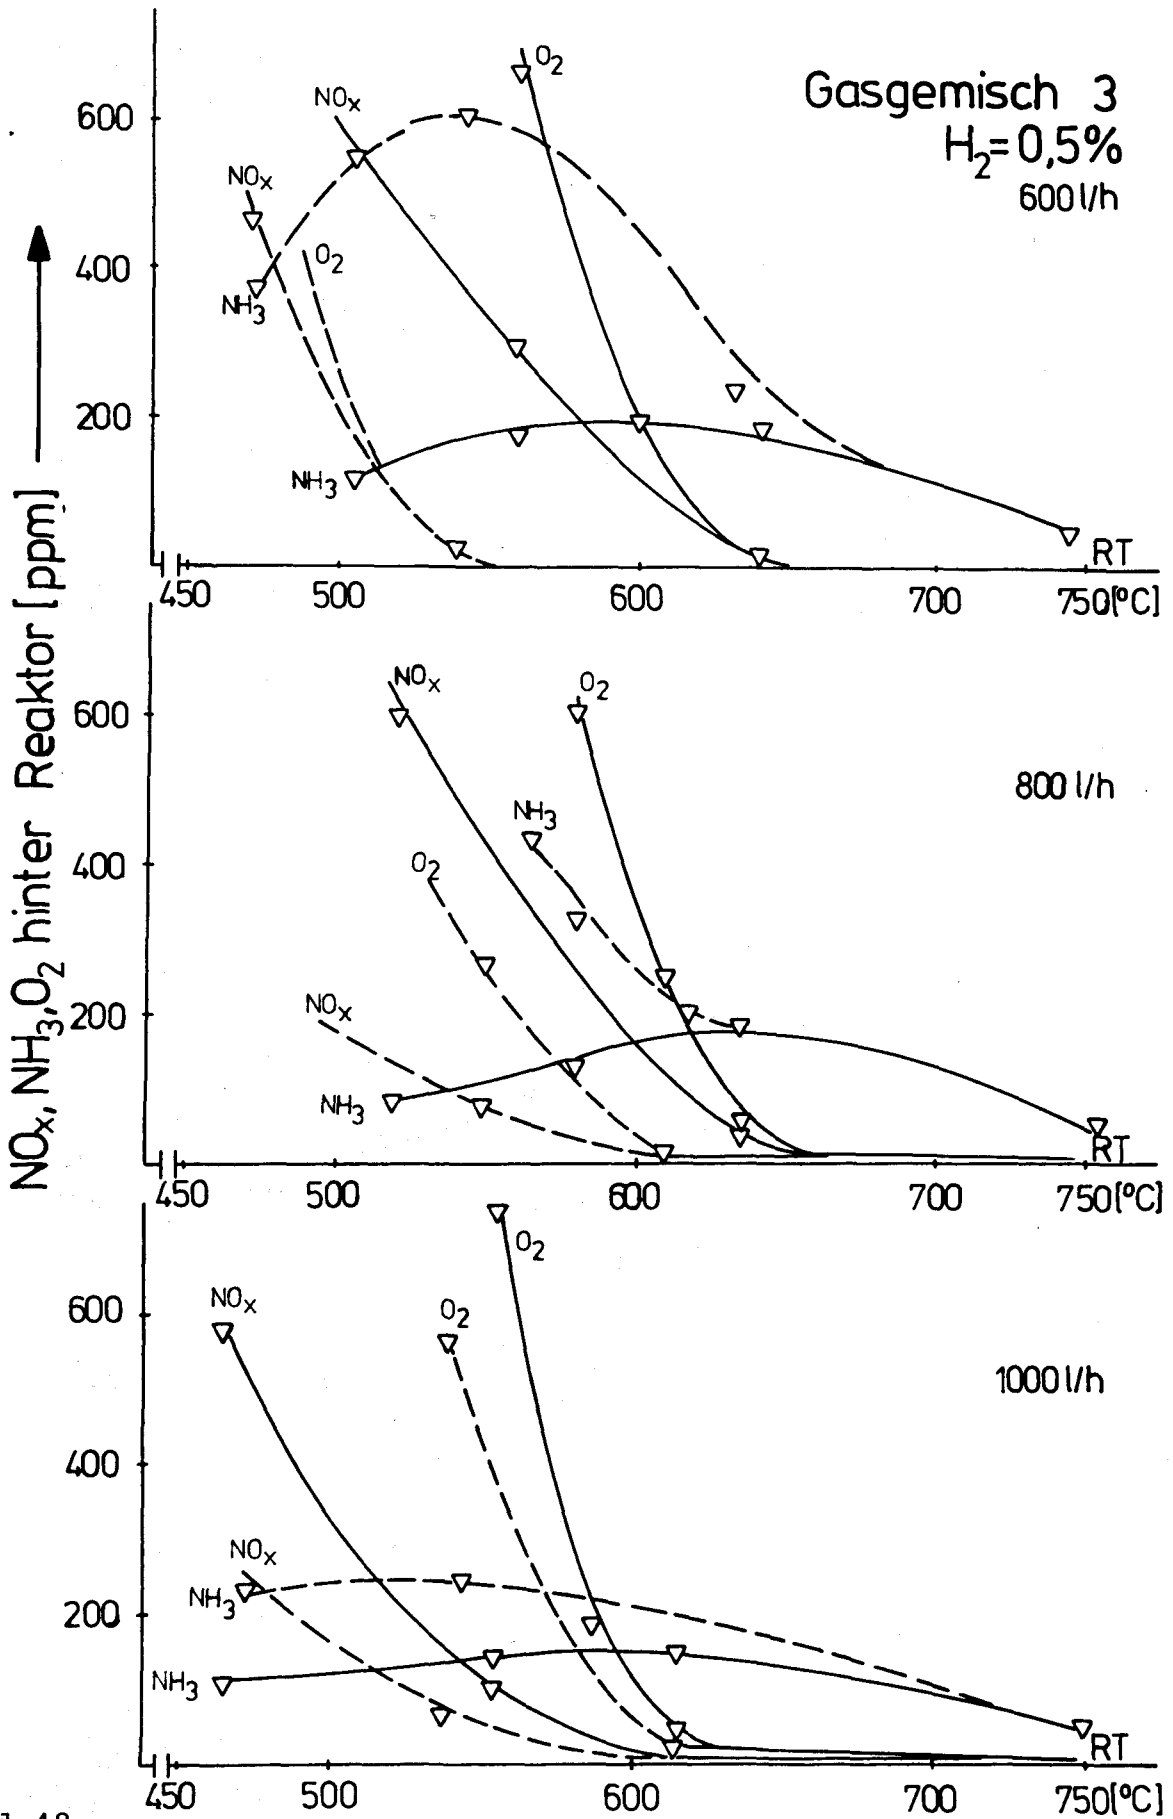 Gasgemisch 3
H₂=0,5%
600 l/h
NOₓ, NH₃, O₂ hinter Reaktor [ppm]
O₂
NOₓ
600
NOₓ
O₂
400
NH₃
200
NH₃
RT
450 500 600 700 750[°C]
NOₓ
O₂
600
800 l/h
NH₃
400
O₂
200
NOₓ
NH₃
RT
450 500 600 700 750[°C]
O₂
NOₓ
O₂
600
1000 l/h
400
NOₓ
NH₃
200
NH₃
RT
450 500 600 700 750[°C]